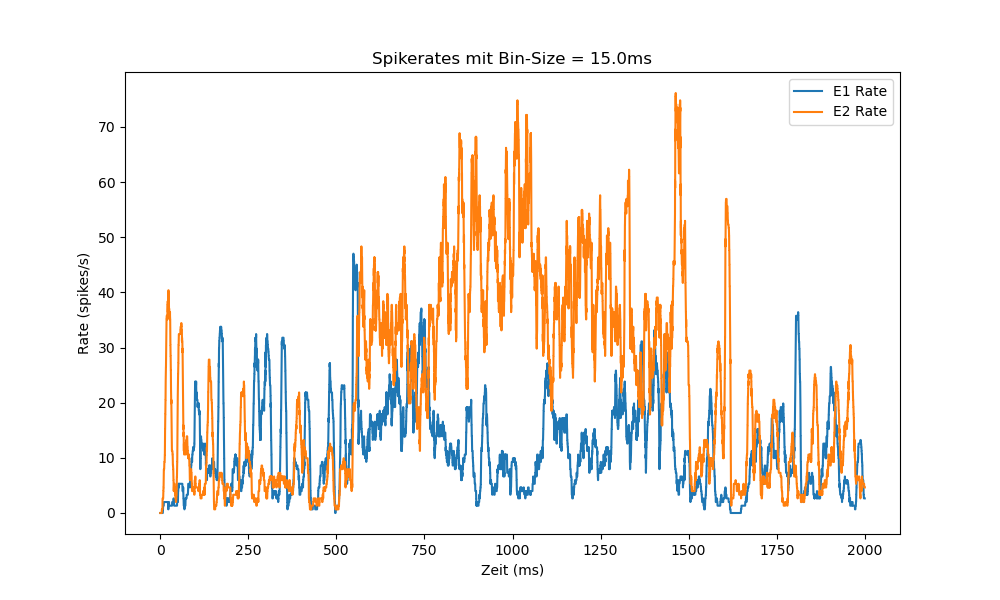 Spikerates mit Bin-Size = 15.0ms
E1 Rate
E2 Rate
Rate (spikes/s)
70
60
50
40
30
20
10
0
0 250 500 750 1000 1250 1500 1750 2000
Zeit (ms)